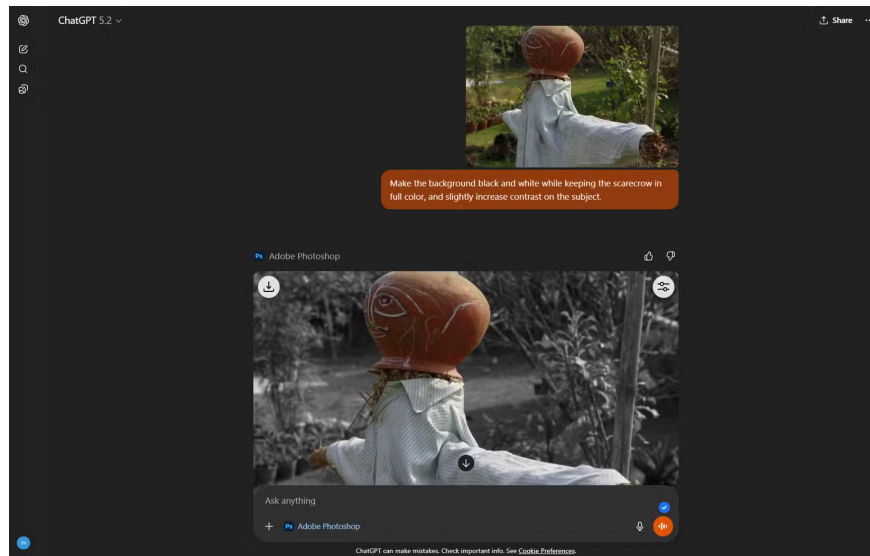 ChatGPT 5.2
Share
Make the background black and white while keeping the scarecrow in
full color, and slightly increase contrast on the subject.
Ps Adobe Photoshop
Ask anything
Ps Adobe Photoshop
ChatGPT can make mistakes. Check important info. See Cookie Preferences.